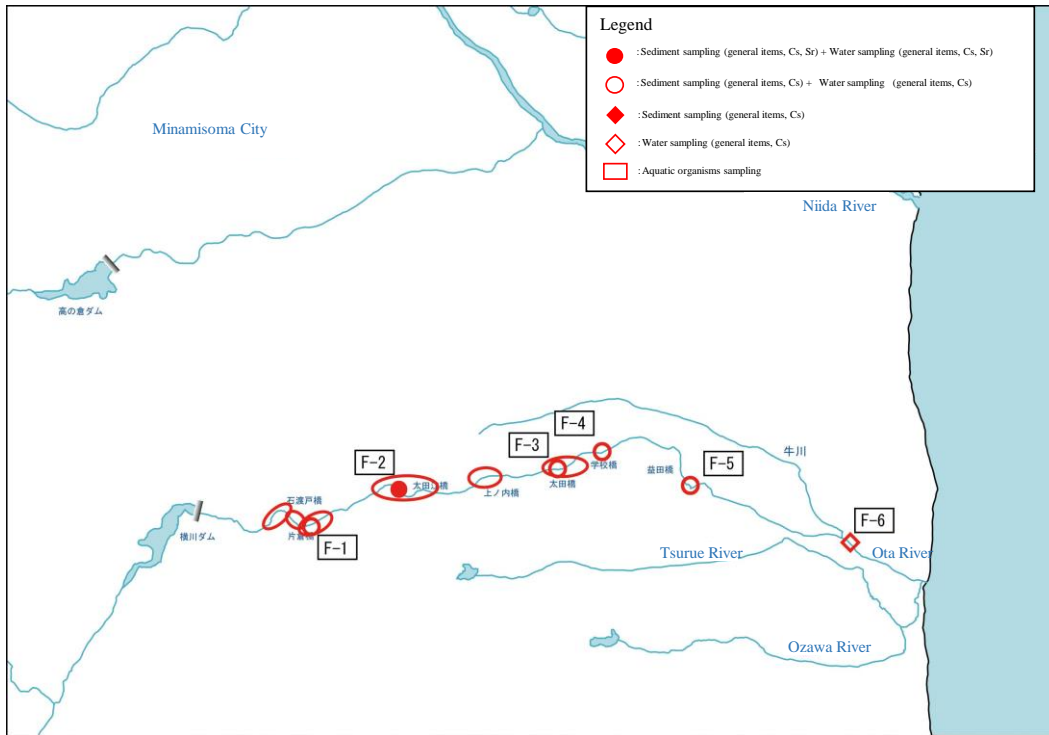 Legend
:Sediment sampling (general items, Cs, Sr) + Water sampling (general items, Cs, Sr)
:Sediment sampling (general items, Cs) + Water sampling (general items, Cs)
:Sediment sampling (general items, Cs)
:Water sampling (general items, Cs)
:Aquatic organisms sampling
Minamisoma City
Niida River
高の倉ダム
F-4
F-3
F-2
学校橋
牛川
太田橋
益田橋
F-5
上ノ内橋
石渡戸橋
F-6
横川ダム
F-1
Tsurue River
Ota River
Ozawa River